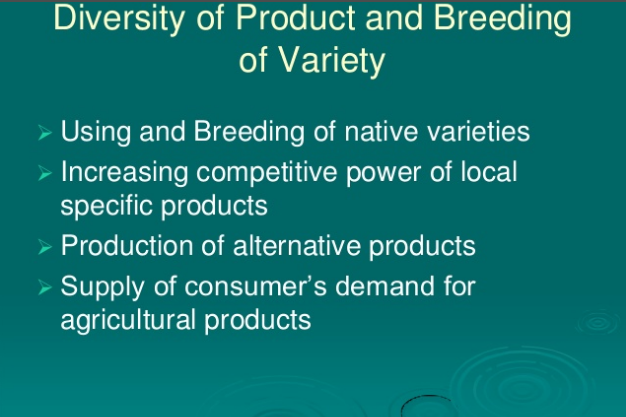 Diversity of Product and Breeding
of Variety
Using and Breeding of native varieties
Increasing competitive power of local
specific products
Production of alternative products
Supply of consumer's demand for
agricultural products